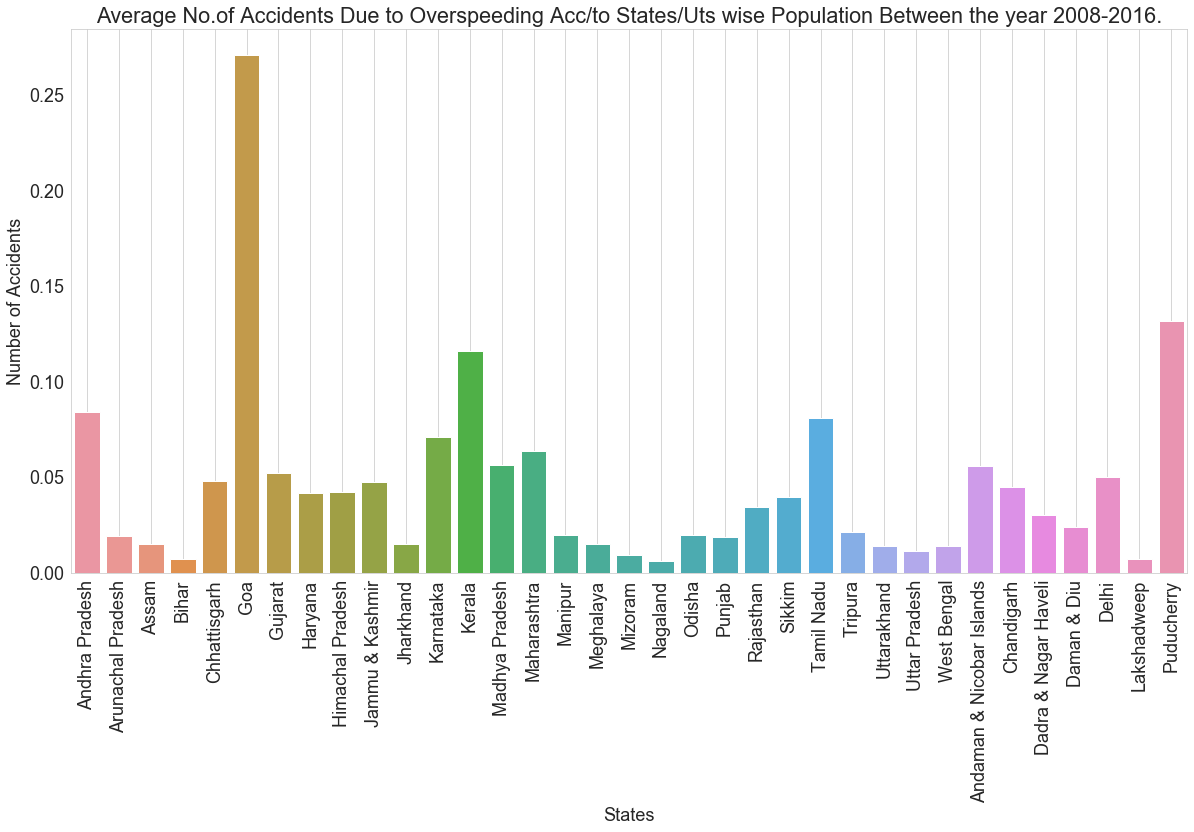 Average No.of Accidents Due to Overspeeding Acc/to States/Uts wise Population Between the year 2008-2016.
Number of Accidents
0.25
0.20
0.15
0.10
0.05
0.00
Andhra Pradesh
Arunachal Pradesh
Assam
Bihar
Chhattisgarh
Goa
Gujarat
Haryana
Himachal Pradesh
Jammu & Kashmir
Jharkhand
Karnataka
Kerala
Madhya Pradesh
Maharashtra
Manipur
Meghalaya
Mizoram
Nagaland
Odisha
Punjab
Rajasthan
Sikkim
Tamil Nadu
Tripura
Uttarakhand
Uttar Pradesh
West Bengal
Andaman & Nicobar Islands
Chandigarh
Dadra & Nagar Haveli
Daman & Diu
Delhi
Lakshadweep
Puducherry
States